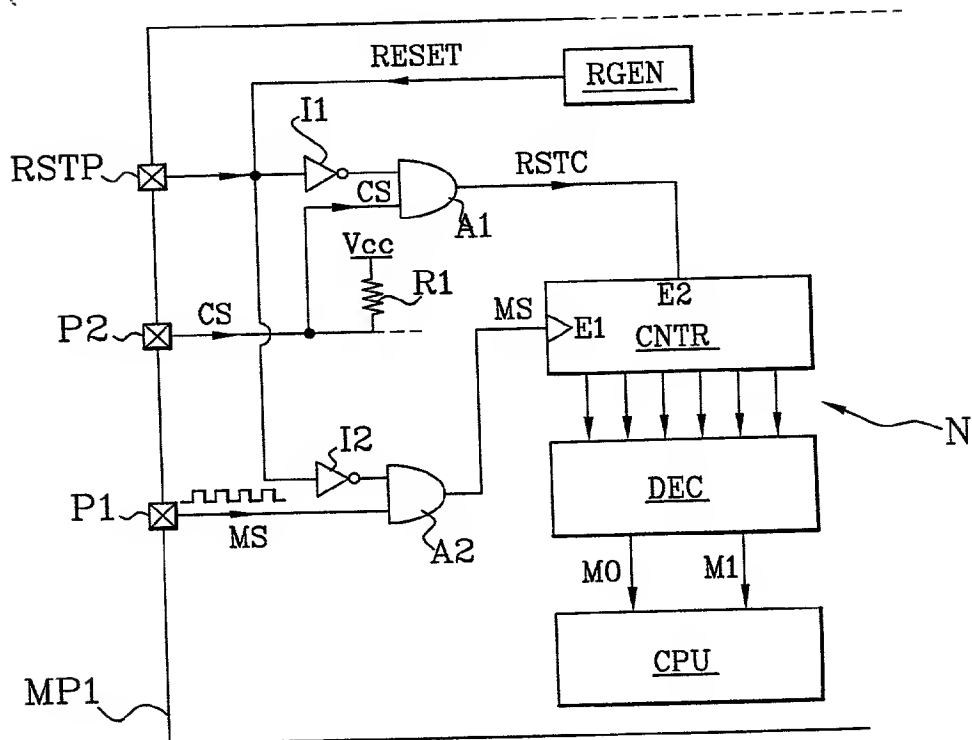 RESET
RGEN
I1
RSTP
RSTC
CS
A1
Vcc
R1
E2
MS
P2
CS
E1
CNTR
N
I2
DEC
P1
MS
A2
M0
M1
CPU
MP1